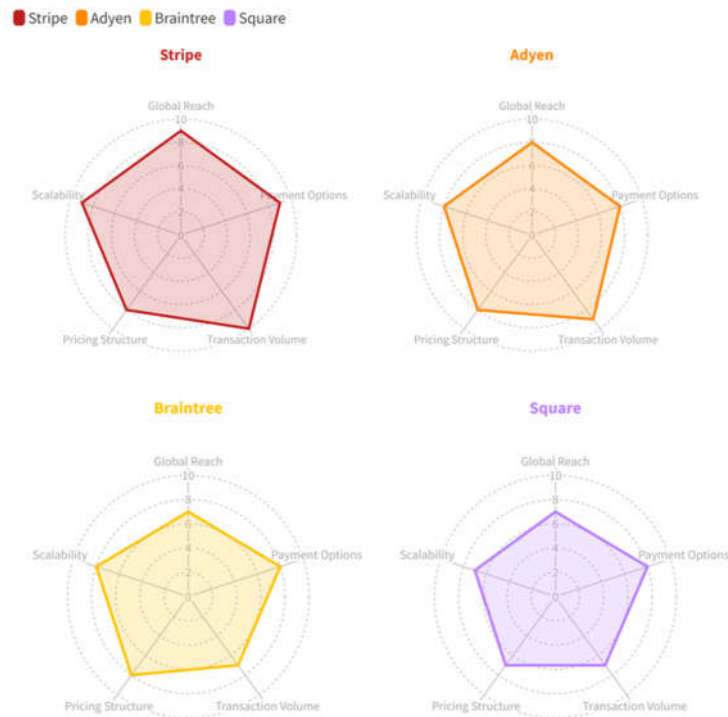 Stripe Adyen Braintree Square
Stripe
Global Reach
10
8
6
4
2
0
Scalability
Payment Options
Pricing Structure
Transaction Volume
Adyen
Global Reach
10
8
6
4
2
0
Scalability
Payment Options
Pricing Structure
Transaction Volume
Braintree
Global Reach
10
8
6
4
2
0
Scalability
Payment Options
Pricing Structure
Transaction Volume
Square
Global Reach
10
8
6
4
2
0
Scalability
Payment Options
Pricing Structure
Transaction Volume